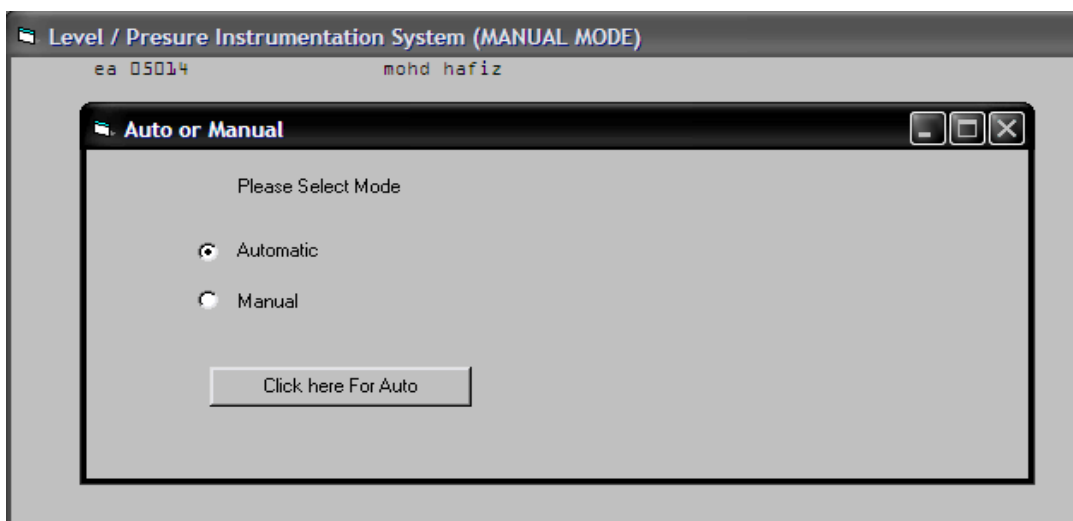 Level / Presure Instrumentation System (MANUAL MODE)
ea 05014 mohd hafiz
Auto or Manual
Please Select Mode
Automatic
Manual
Click here For Auto